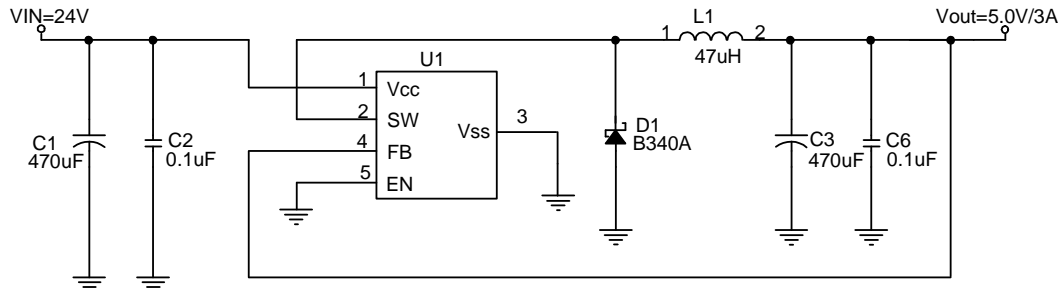 VIN=24V
L1
Vout=5.0V/3A
1
2
47uH
U1
1
Vcc
2
SW
Vss
3
4
FB
5
EN
C1
470uF
C2
0.1uF
D1
B340A
C3
470uF
C6
0.1uF